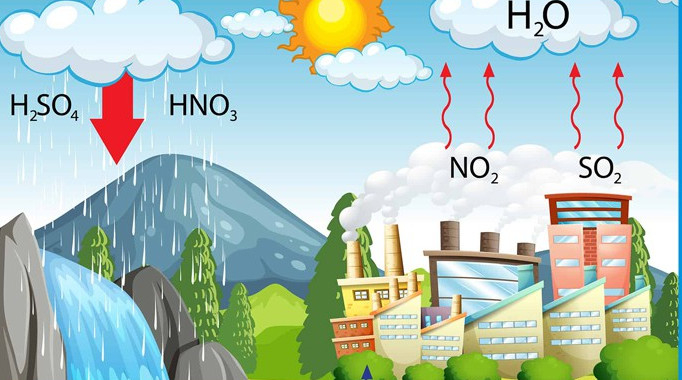 H₂O
H₂SO₄
HNO₃
NO₂
SO₂